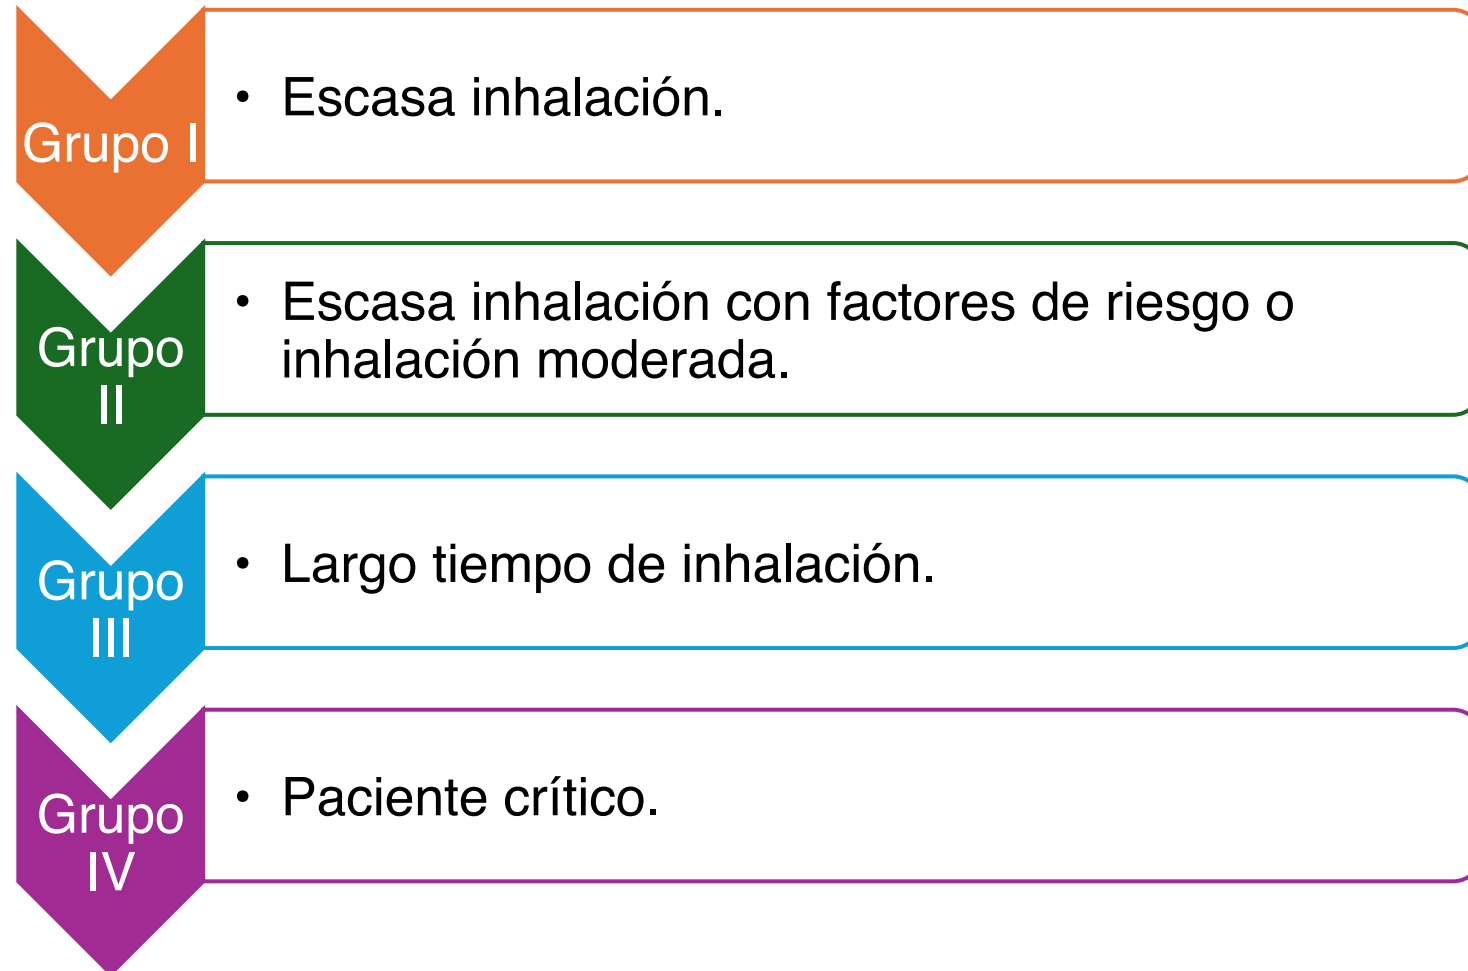 Grupo I
• Escasa inhalación.
Grupo
II
• Escasa inhalación con factores de riesgo o
inhalación moderada.
Grupo
III
• Largo tiempo de inhalación.
Grupo
IV
• Paciente crítico.